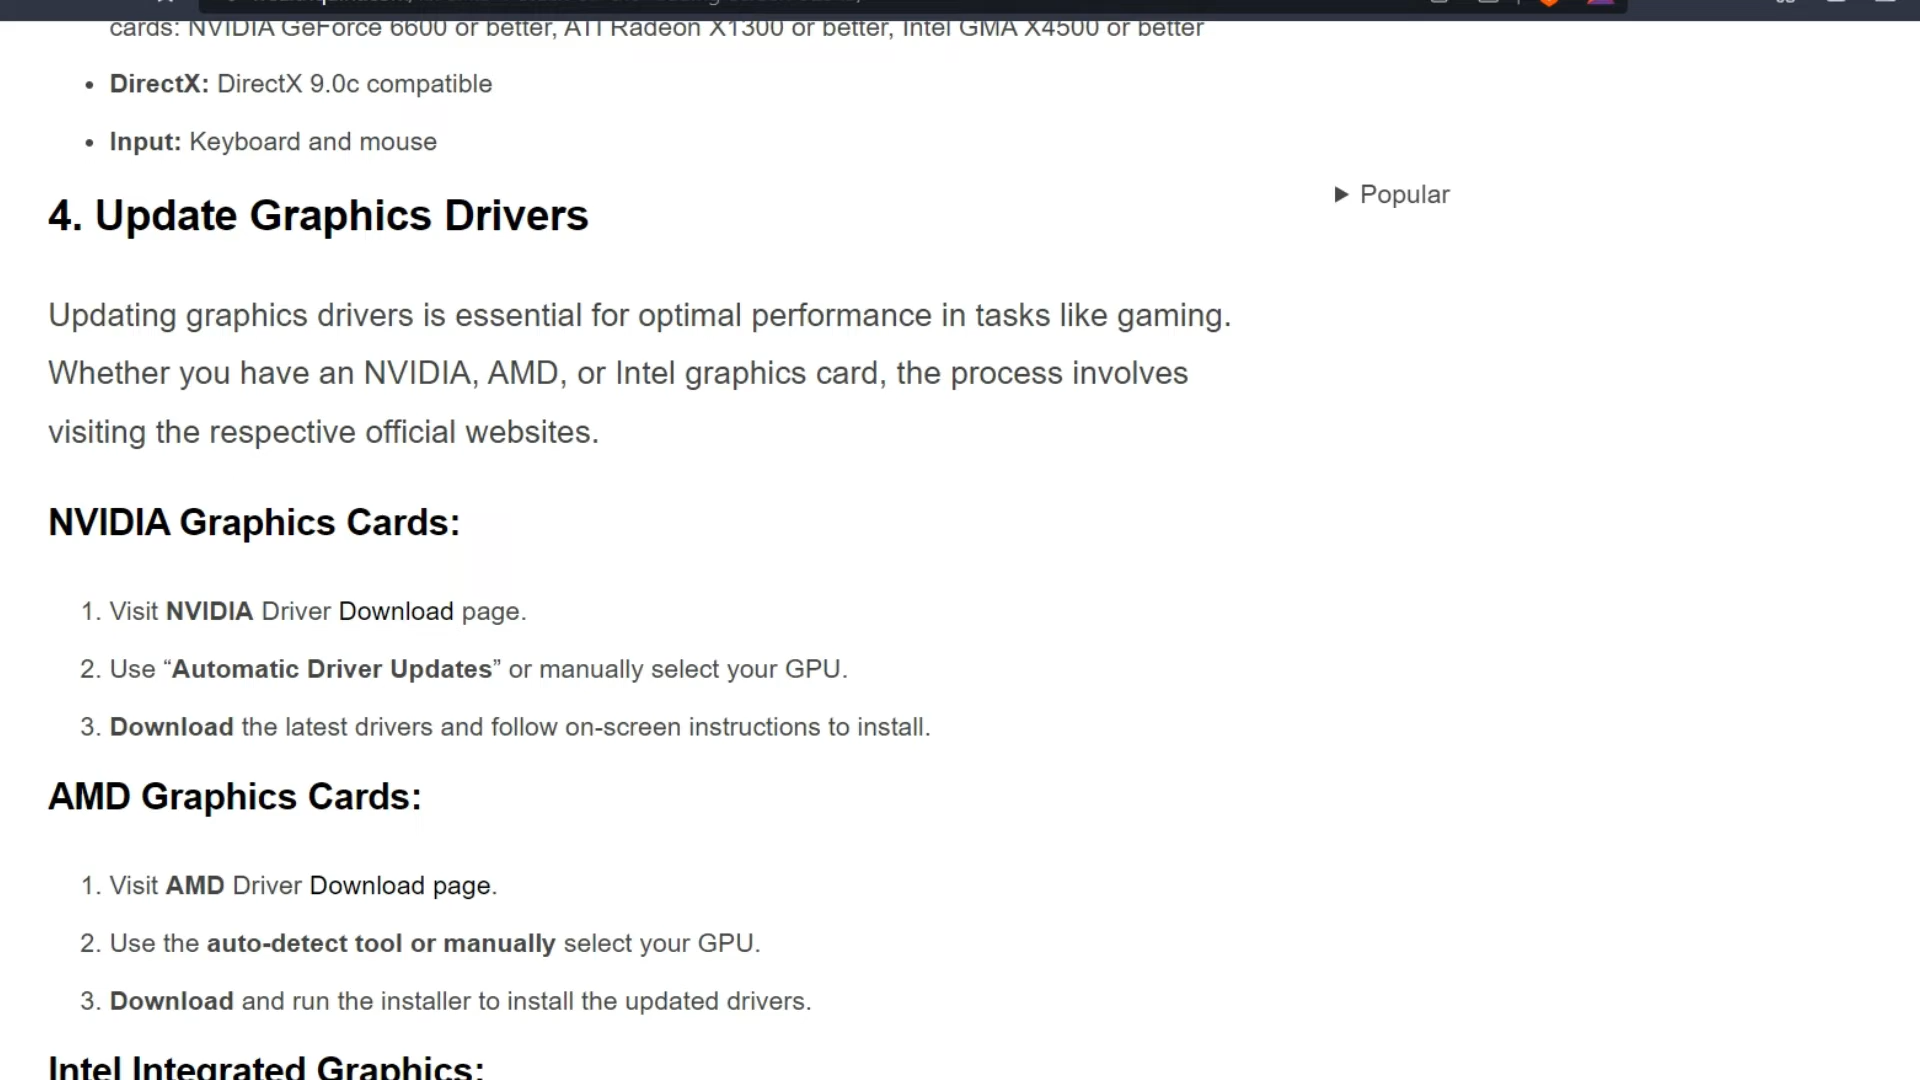 cards: NVIDIA GeForce 6600 or better, ATI Radeon X1300 or better, Intel GMA X4500 or better
• DirectX: DirectX 9.0c compatible
• Input: Keyboard and mouse
▶ Popular
4. Update Graphics Drivers
Updating graphics drivers is essential for optimal performance in tasks like gaming.
Whether you have an NVIDIA, AMD, or Intel graphics card, the process involves
visiting the respective official websites.
NVIDIA Graphics Cards:
1. Visit NVIDIA Driver Download page.
2. Use “Automatic Driver Updates” or manually select your GPU.
3. Download the latest drivers and follow on-screen instructions to install.
AMD Graphics Cards:
1. Visit AMD Driver Download page.
2. Use the auto-detect tool or manually select your GPU.
3. Download and run the installer to install the updated drivers.
Intel Integrated Graphics: